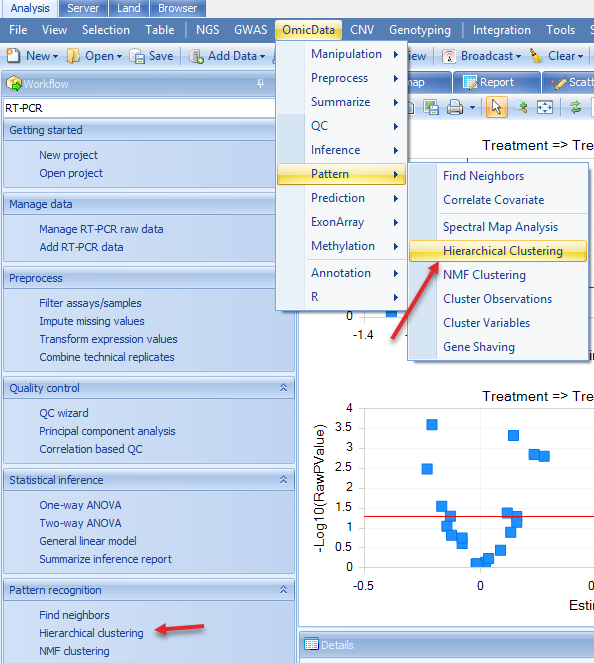 Analysis Server Land Browser
File View Selection Table NGS GWAS OmicData CNV Genotyping Integration Tools
New Open Save Add Data Broadcast Clear
Workflow
RT-PCR
Getting started
New project
Open project
Manage data
Manage RT-PCR raw data
Add RT-PCR data
Preprocess
Filter assays/samples
Impute missing values
Transform expression values
Combine technical replicates
Quality control
QC wizard
Principal component analysis
Correlation based QC
Statistical inference
One-way ANOVA
Two-way ANOVA
General linear model
Summarize inference report
Pattern recognition
Find neighbors
Hierarchical clustering
NMF clustering
Manipulation
Preprocess
Summarize
QC
Inference
Pattern
Prediction
ExonArray
Methylation
Annotation
R
Find Neighbors
Correlate Covariate
Spectral Map Analysis
Hierarchical Clustering
NMF Clustering
Cluster Observations
Cluster Variables
Gene Shaving
Report
Treatment => Tre
0
-1.4
Treatment => Tre
-Log10(RawPValue)
4
3.5
3
2.5
2
1.5
1
0.5
0
-0.5 0
Estin
Details